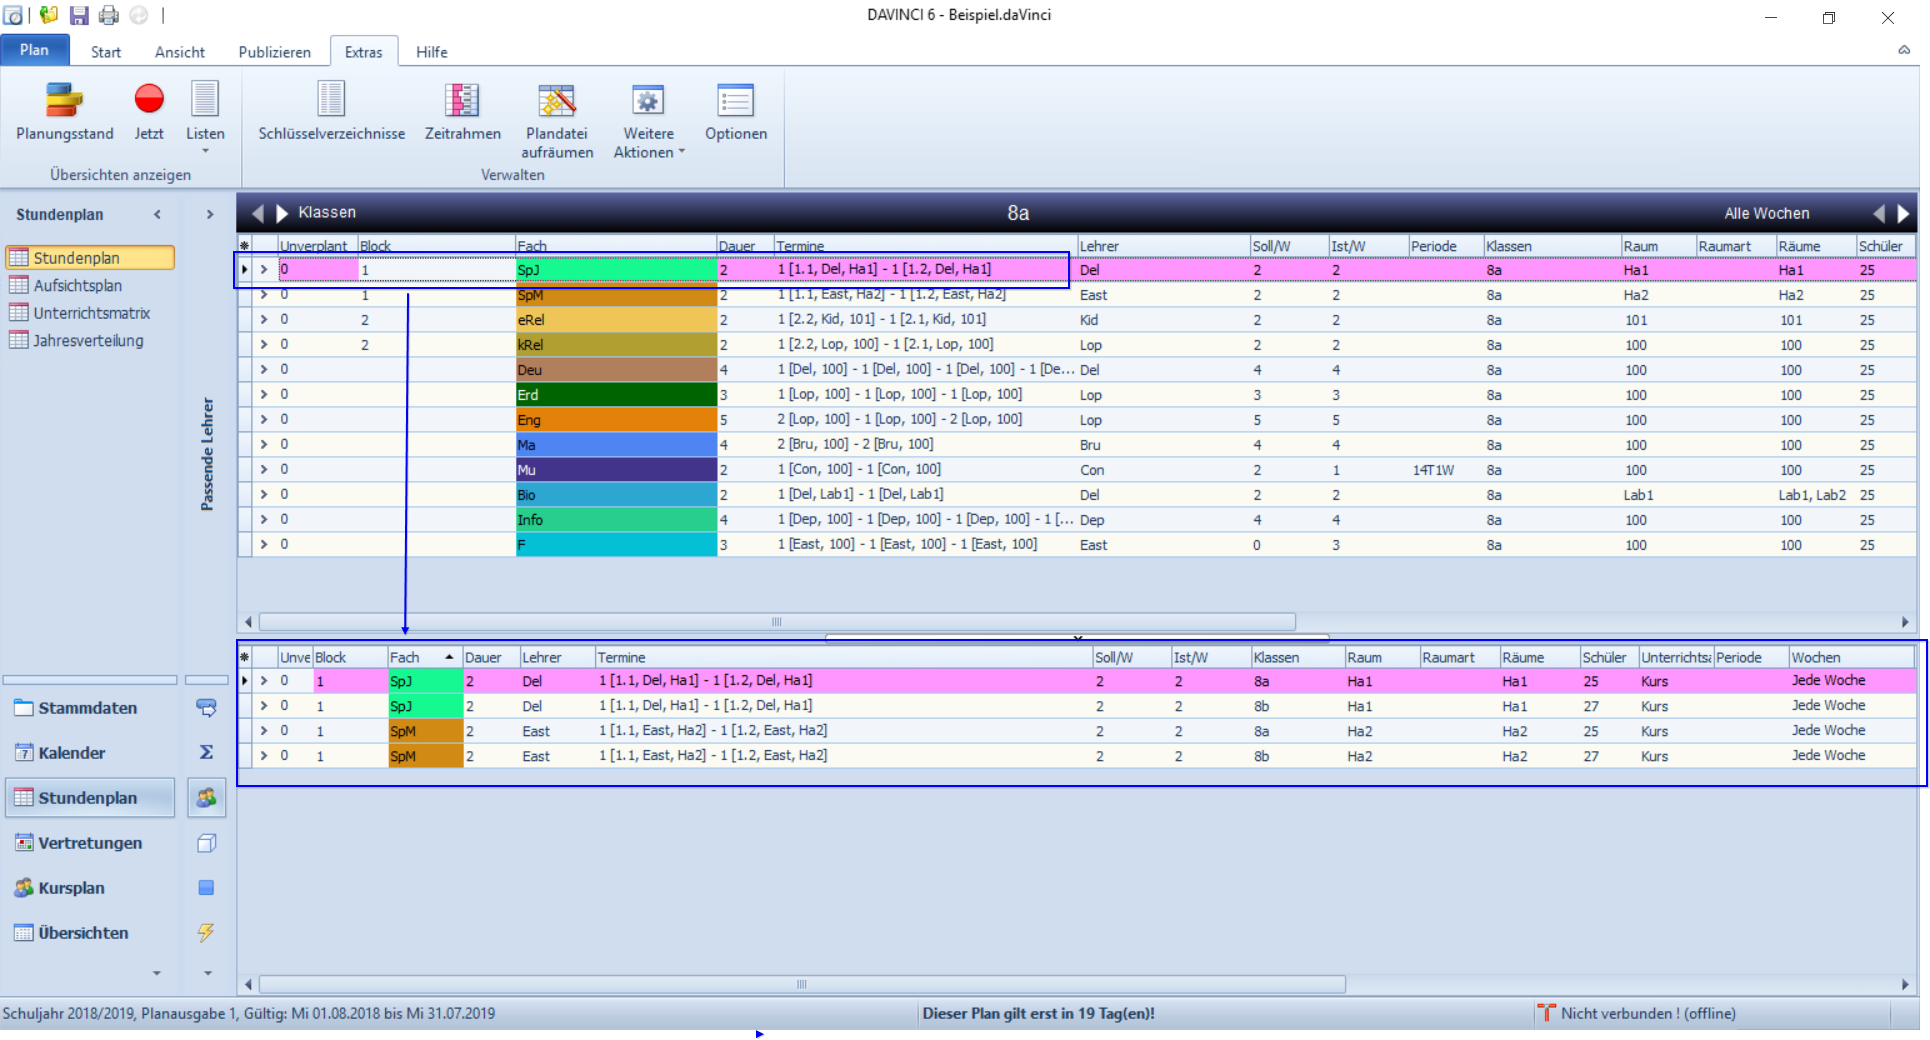 DAVINCI 6 - Beispiel.daVinci
Plan Start Ansicht Publizieren Extras Hilfe
Planungsstand Jetzt Listen Schlüsselverzeichnisse Zeitrahmen Plandatei aufräumen Weitere Aktionen Optionen
Übersichten anzeigen Verwalten
Stundenplan
Stundenplan
Aufsichtsplan
Unterrichtsmatrix
Jahresverteilung
Passende Lehrer
Klassen 8a Alle Wochen
Unverplant Block Fach Dauer Termine Lehrer Soll/W Ist/W Periode Klassen Raum Raumart Räume Schüler
0 1 SpJ 2 1 [1.1, Del, Ha1] - 1 [1.2, Del, Ha1] Del 2 2 8a Ha1 Ha1 25
0 1 SpM 2 1 [1.1, East, Ha2] - 1 [1.2, East, Ha2] East 2 2 8a Ha2 Ha2 25
0 2 eRel 2 1 [2.2, Kid, 101] - 1 [2.1, Kid, 101] Kid 2 2 8a 101 101 25
0 2 kRel 2 1 [2.2, Lop, 100] - 1 [2.1, Lop, 100] Lop 2 2 8a 100 100 25
0 Deu 4 1 [Del, 100] - 1 [Del, 100] - 1 [Del, 100] - 1 [De... Del 4 4 8a 100 100 25
0 Erd 3 1 [Lop, 100] - 1 [Lop, 100] - 1 [Lop, 100] Lop 3 3 8a 100 100 25
0 Eng 5 2 [Lop, 100] - 1 [Lop, 100] - 2 [Lop, 100] Lop 5 5 8a 100 100 25
0 Ma 4 2 [Bru, 100] - 2 [Bru, 100] Bru 4 4 8a 100 100 25
0 Mu 2 1 [Con, 100] - 1 [Con, 100] Con 2 1 14T1W 8a 100 100 25
0 Bio 2 1 [Del, Lab1] - 1 [Del, Lab1] Del 2 2 8a Lab1 Lab1, Lab2 25
0 Info 4 1 [Dep, 100] - 1 [Dep, 100] - 1 [Dep, 100] - 1 [... Dep 4 4 8a 100 100 25
0 F 3 1 [East, 100] - 1 [East, 100] - 1 [East, 100] East 0 3 8a 100 100 25
Unve Block Fach Dauer Lehrer Termine Soll/W Ist/W Klassen Raum Raumart Räume Schüler Unterrichtsa Periode Wochen
0 1 SpJ 2 Del 1 [1.1, Del, Ha1] - 1 [1.2, Del, Ha1] 2 2 8a Ha1 Ha1 25 Kurs Jede Woche
0 1 SpJ 2 Del 1 [1.1, Del, Ha1] - 1 [1.2, Del, Ha1] 2 2 8b Ha1 Ha1 27 Kurs Jede Woche
0 1 SpM 2 East 1 [1.1, East, Ha2] - 1 [1.2, East, Ha2] 2 2 8a Ha2 Ha2 25 Kurs Jede Woche
0 1 SpM 2 East 1 [1.1, East, Ha2] - 1 [1.2, East, Ha2] 2 2 8b Ha2 Ha2 27 Kurs Jede Woche
Stammdaten
Kalender
Stundenplan
Vertretungen
Kursplan
Übersichten
Schuljahr 2018/2019, Planausgabe 1, Gültig: Mi 01.08.2018 bis Mi 31.07.2019 Dieser Plan gilt erst in 19 Tag(en)! Nicht verbunden ! (offline)